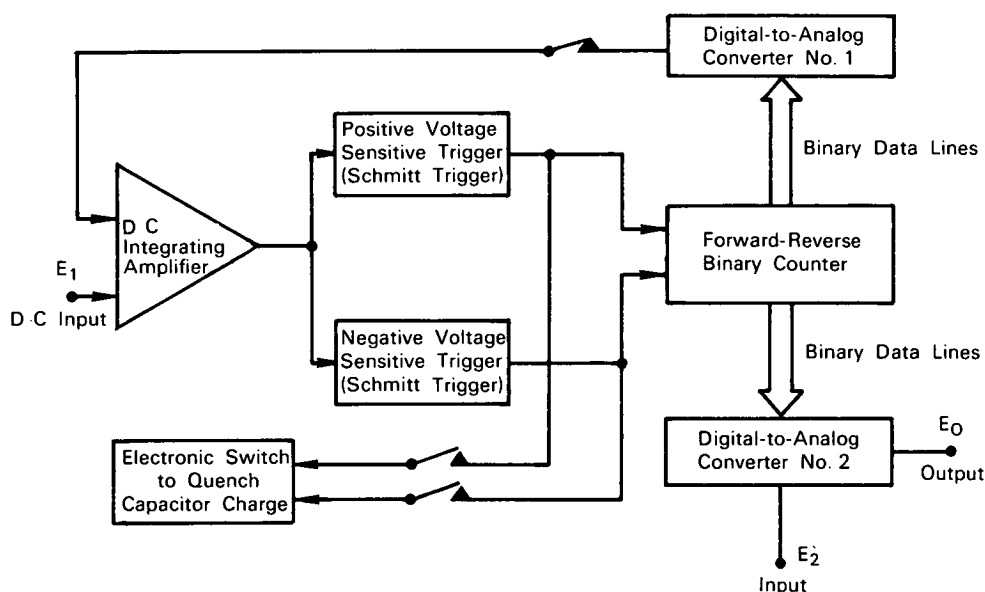 Digital-to-Analog
Converter No. 1
Positive Voltage
Sensitive Trigger
(Schmitt Trigger)
Binary Data Lines
D C
Integrating
Amplifier
E1
D C Input
Forward-Reverse
Binary Counter
Negative Voltage
Sensitive Trigger
(Schmitt Trigger)
Binary Data Lines
Electronic Switch
to Quench
Capacitor Charge
Digital-to-Analog
Converter No. 2
EO
Output
E2
Input